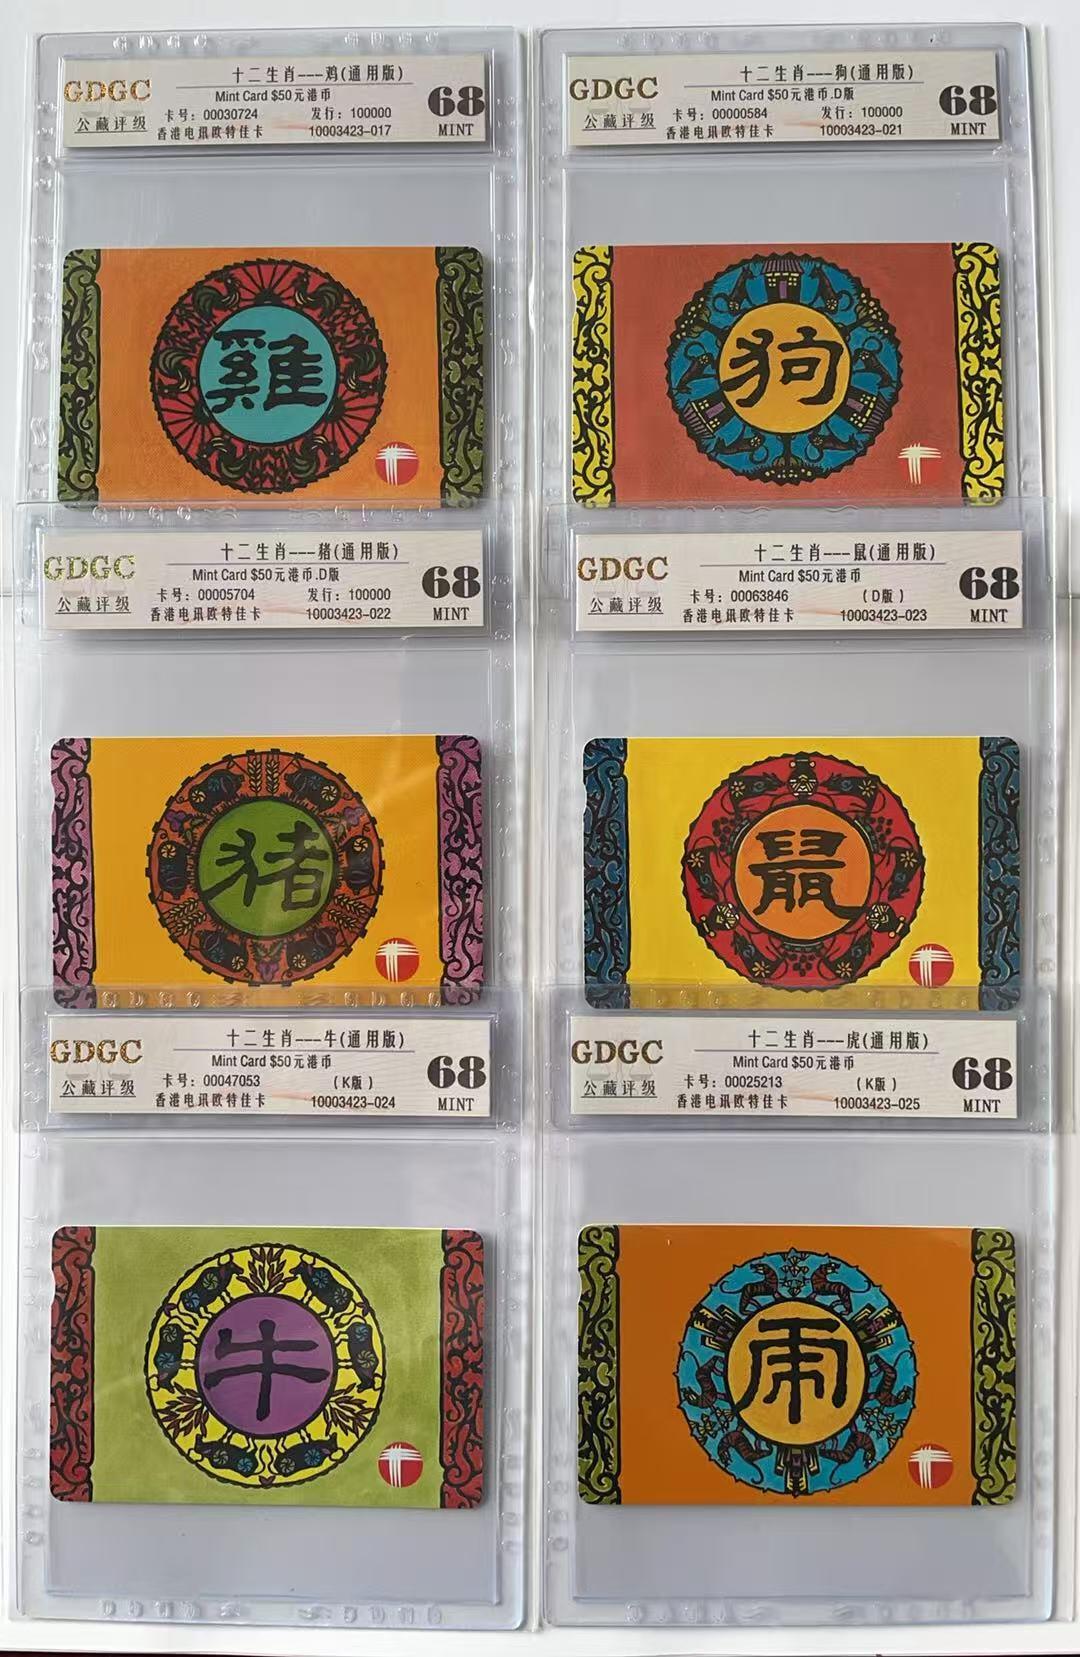 GDGC
公藏评级
十二生肖---鸡(通用版)
Mint Card $50元港币
卡号：00030724 发行：100000
香港电讯欧特佳卡 10003423-017
68
MINT
雞
GDGC
公藏评级
十二生肖---狗(通用版)
Mint Card $50元港币.D版
卡号：00000584 发行：100000
香港电讯欧特佳卡 10003423-021
68
MINT
狗
GDGC
公藏评级
十二生肖---猪(通用版)
Mint Card $50元港币.D版
卡号：00005704 发行：100000
香港电讯欧特佳卡 10003423-022
68
MINT
猪
GDGC
公藏评级
十二生肖---鼠(通用版)
Mint Card $50元港币
卡号：00063846 （D版）
香港电讯欧特佳卡 10003423-023
68
MINT
鼠
GDGC
公藏评级
十二生肖---牛(通用版)
Mint Card $50元港币
卡号：00047053 （K版）
香港电讯欧特佳卡 10003423-024
68
MINT
牛
GDGC
公藏评级
十二生肖---虎(通用版)
Mint Card $50元港币
卡号：00025213 （K版）
香港电讯欧特佳卡 10003423-025
68
MINT
虎